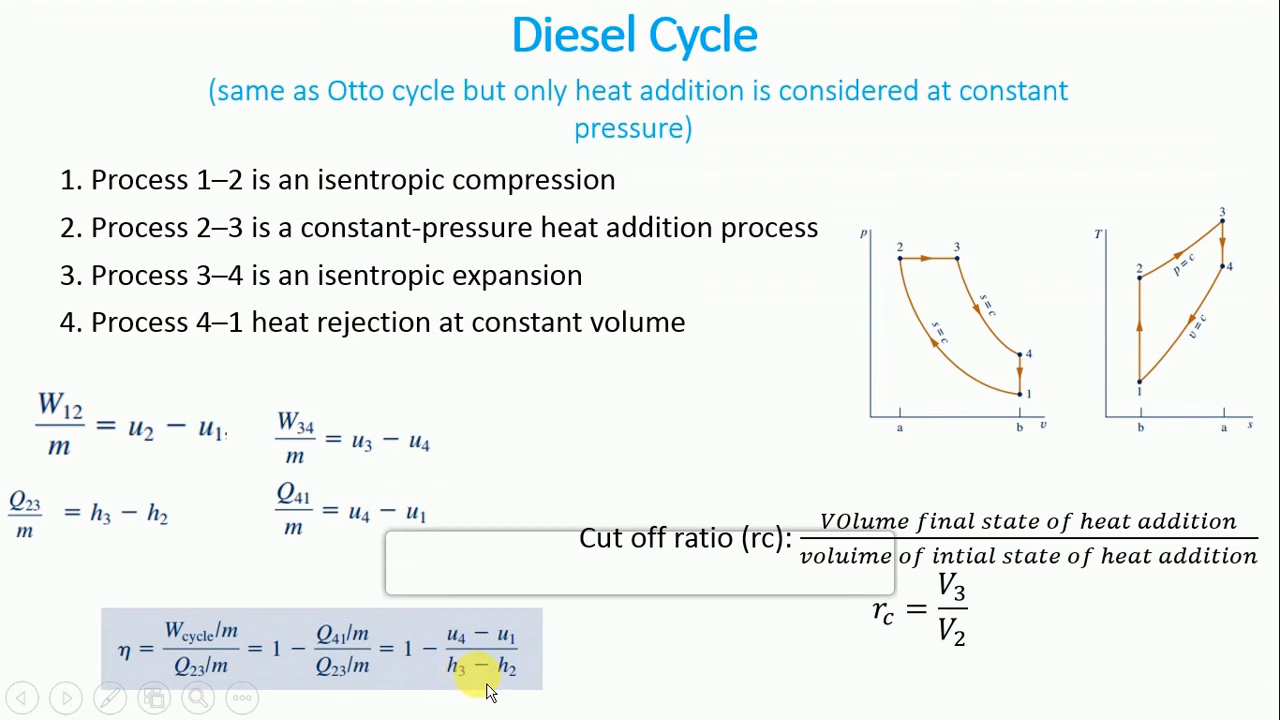 Diesel Cycle
(same as Otto cycle but only heat addition is considered at constant
pressure)
1. Process 1–2 is an isentropic compression
2. Process 2–3 is a constant-pressure heat addition process
3. Process 3–4 is an isentropic expansion
4. Process 4–1 heat rejection at constant volume
p
2
3
s = c
s = c
4
1
a
b
v
T
3
2
p = c
4
v = c
1
b
a
s
W₁₂/m = u₂ − u₁;
W₃₄/m = u₃ − u₄
Q₂₃/m = h₃ − h₂
Q₄₁/m = u₄ − u₁
Cut off ratio (rc): VOlume final state of heat addition / voluime of intial state of heat addition
r_c = V₃/V₂
η = W_cycle/m / Q₂₃/m = 1 − Q₄₁/m / Q₂₃/m = 1 − u₄ − u₁ / h₃ − h₂